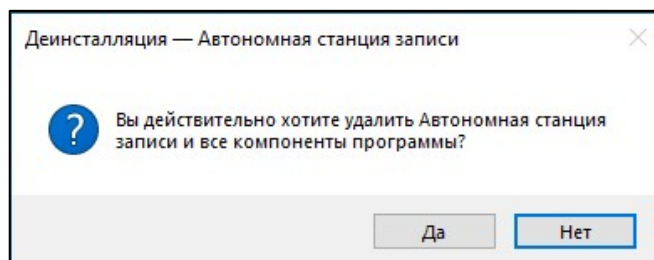 Деинсталляция — Автономная станция записи
Вы действительно хотите удалить Автономная станция
записи и все компоненты программы?
Да
Нет